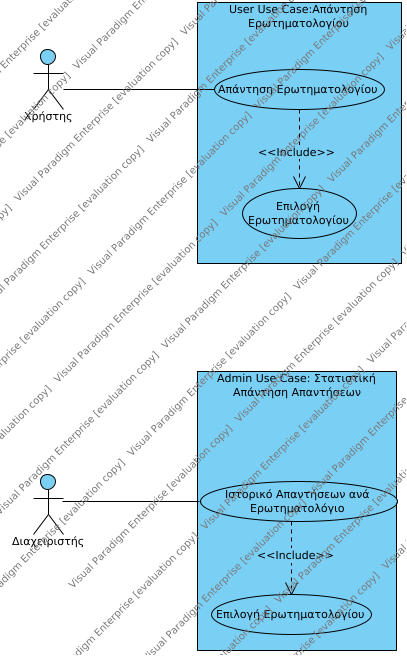 User Use Case:Απάντηση
Ερωτηματολογίου
Χρήστης
Απάντηση Ερωτηματολογίου
<<Include>>
Επιλογή
Ερωτηματολογίου
Admin Use Case: Στατιστική
Απάντηση Απαντήσεων
Διαχειριστής
Ιστορικό Απαντήσεων ανά
Ερωτηματολόγιο
<<Include>>
Επιλογή Ερωτηματολογίου
Visual Paradigm Enterprise [evaluation copy]